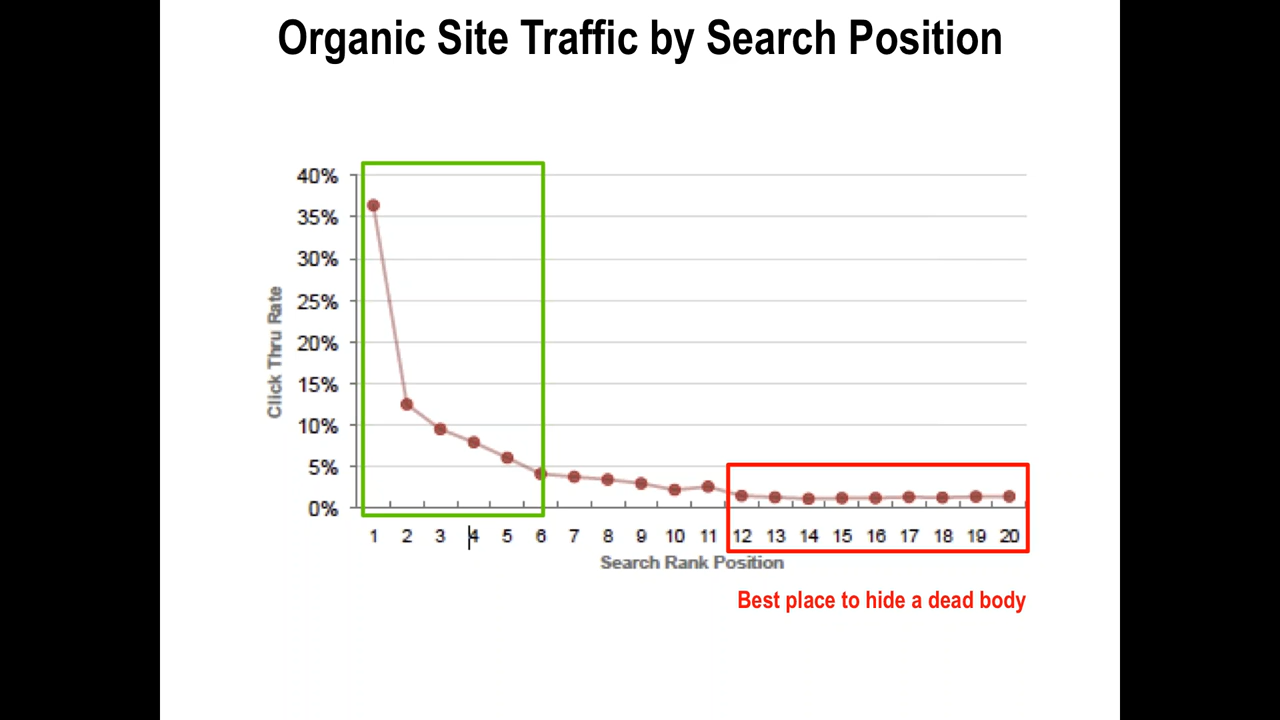 Organic Site Traffic by Search Position
40%
35%
30%
25%
20%
15%
10%
5%
0%
Click Thru Rate
1 2 3 4 5 6 7 8 9 10 11 12 13 14 15 16 17 18 19 20
Search Rank Position
Best place to hide a dead body